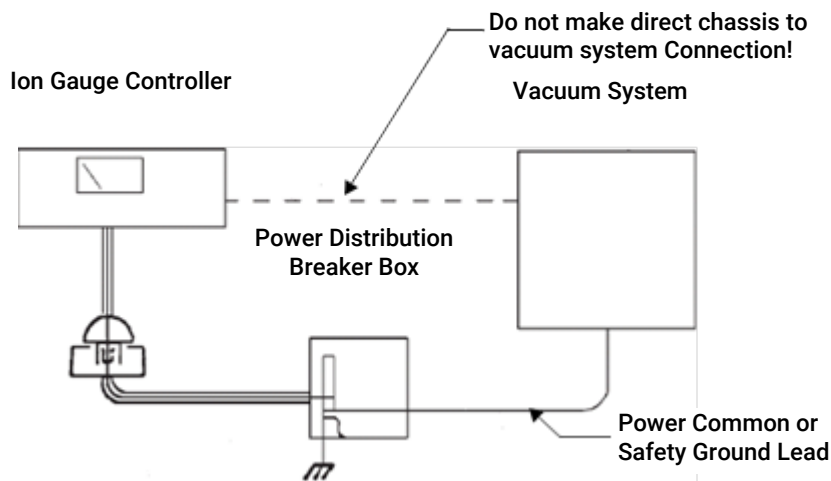 Do not make direct chassis to
vacuum system Connection!
Ion Gauge Controller
Vacuum System
Power Distribution
Breaker Box
Power Common or
Safety Ground Lead